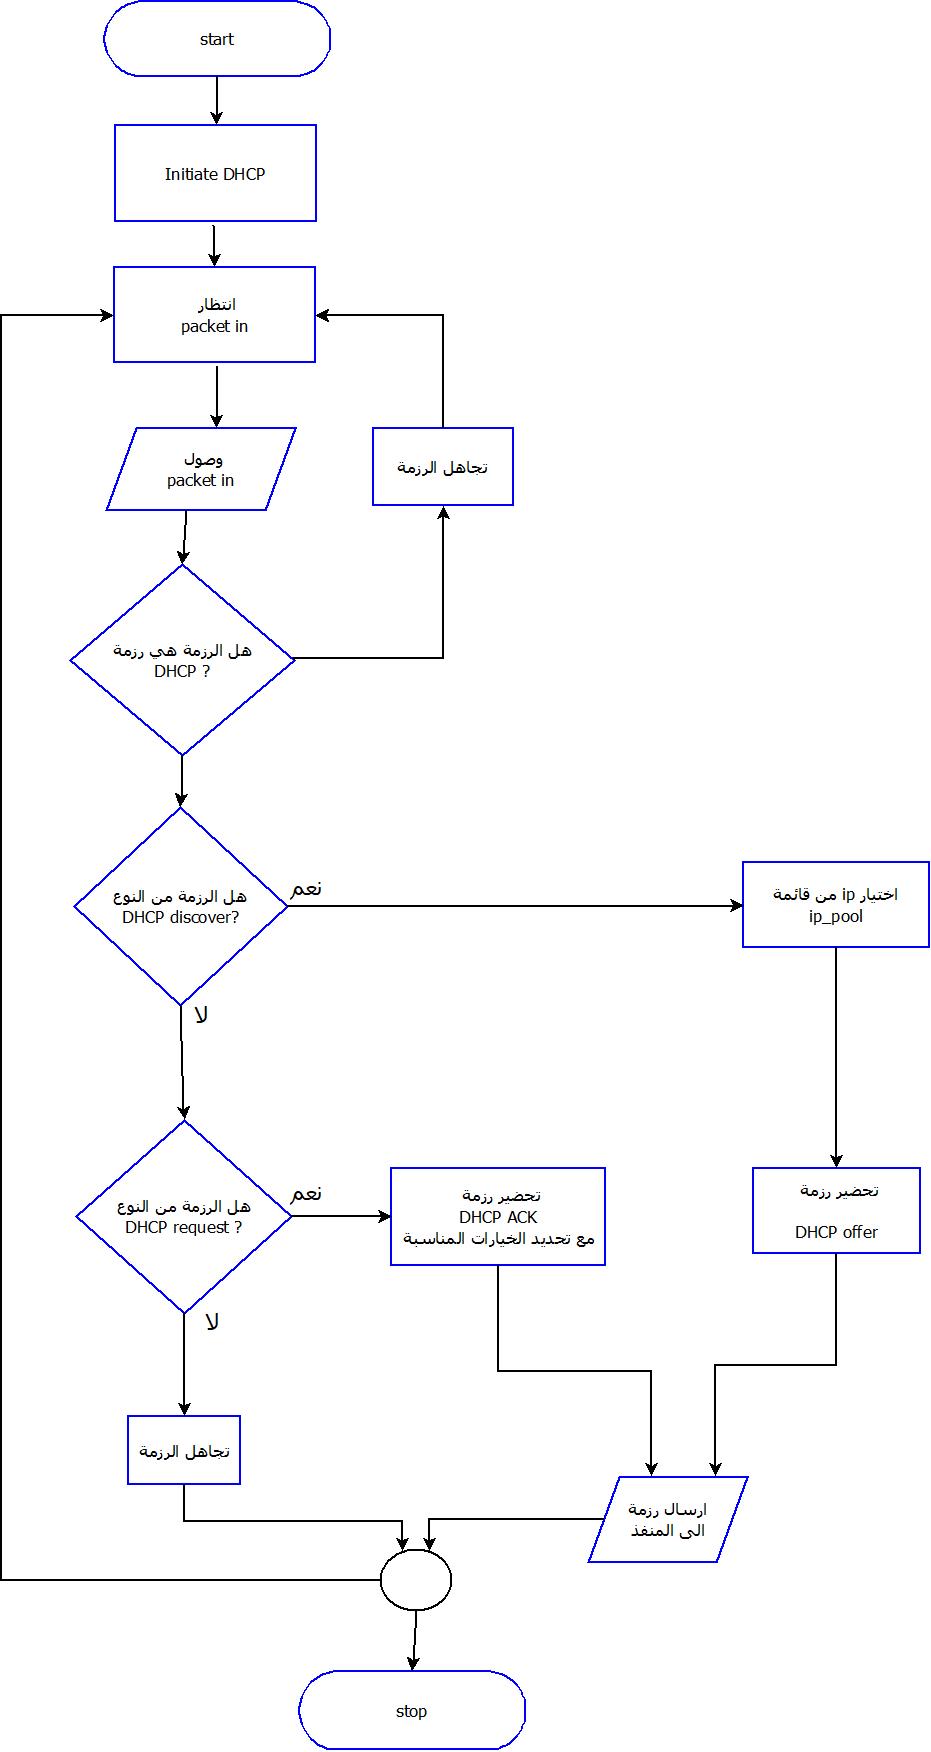 start
Initiate DHCP
انتظار
packet in
وصول
packet in
تجاهل الرزمة
هل الرزمة هي رزمة
DHCP ?
هل الرزمة من النوع
DHCP discover?
نعم
لا
اختيار ip من قائمة
ip_pool
هل الرزمة من النوع
DHCP request ?
نعم
لا
تحضير رزمة
DHCP ACK
مع تحديد الخيارات المناسبة
تحضير رزمة
DHCP offer
تجاهل الرزمة
ارسال رزمة
الى المنفذ
stop